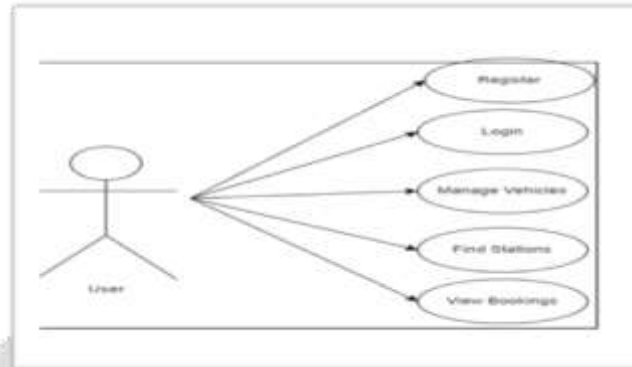 Register
Login
Manage Vehicles
Find Stations
User
View Bookings